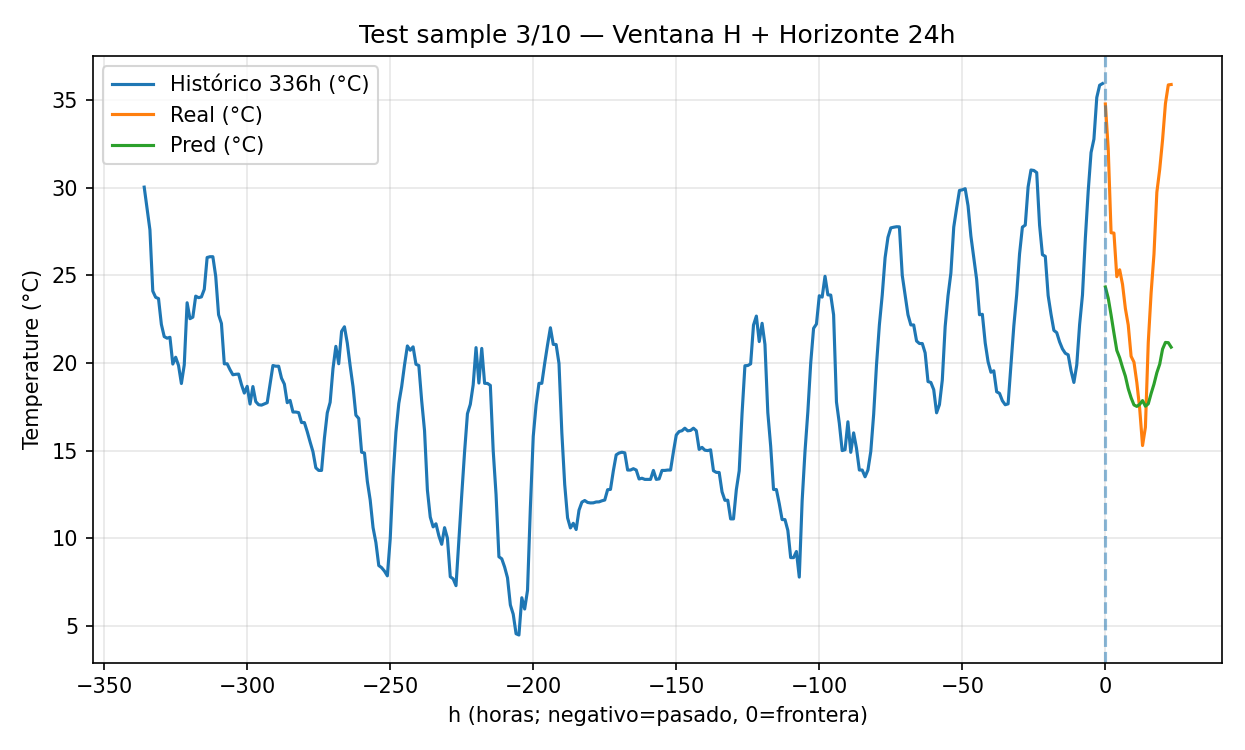 Test sample 3/10 — Ventana H + Horizonte 24h
Histórico 336h (°C)
Real (°C)
Pred (°C)
Temperature (°C)
35
30
25
20
15
10
5
−350
−300
−250
−200
−150
−100
−50
0
h (horas; negativo=pasado, 0=frontera)